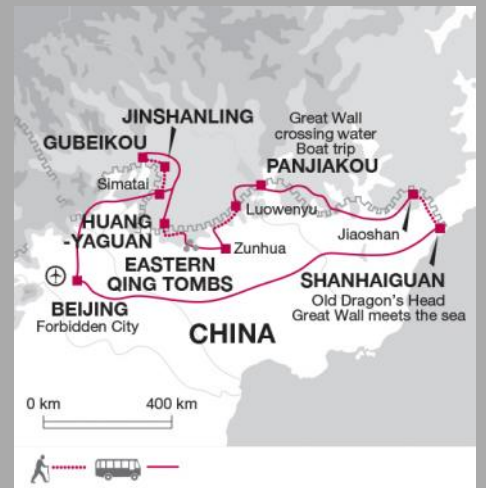 JINSHANLING
GUBEIKOU
Great Wall
crossing water
Boat trip
PANJIAKOU
Simatai
Luowenyu
HUANG
-YAGUAN
Jiaoshan
Zunhua
EASTERN
QING TOMBS
SHANHAIGUAN
Old Dragon's Head
Great Wall meets the sea
BEIJING
Forbidden City
CHINA
0 km
400 km